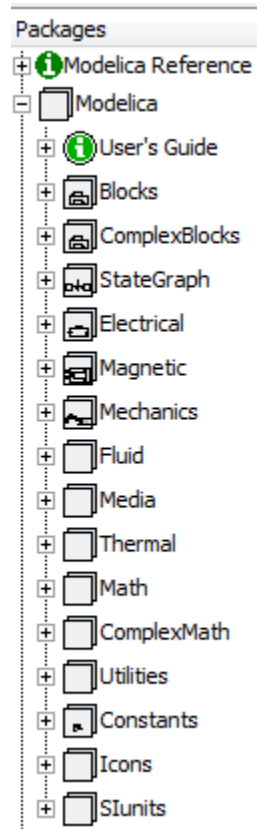 Packages
Modelica Reference
Modelica
User's Guide
Blocks
ComplexBlocks
StateGraph
Electrical
Magnetic
Mechanics
Fluid
Media
Thermal
Math
ComplexMath
Utilities
Constants
Icons
SIunits